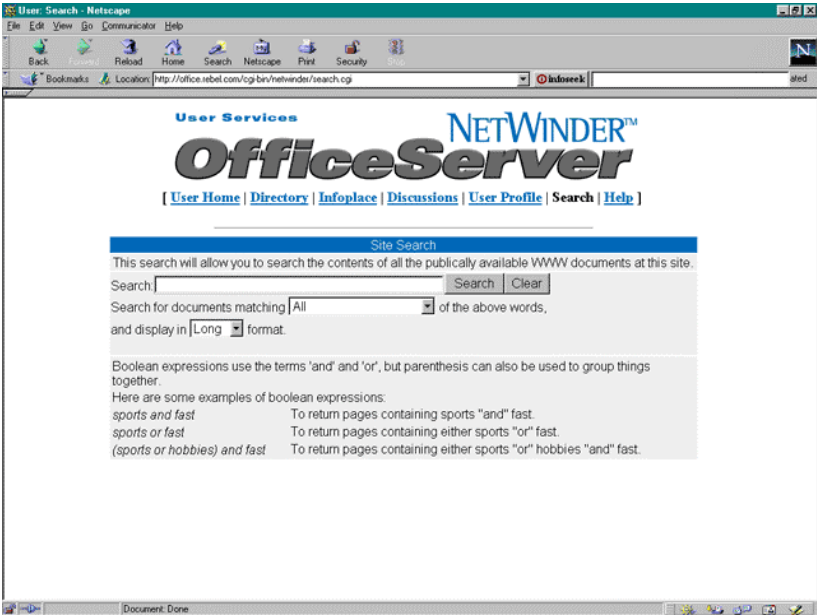 User: Search - Netscape
File Edit View Go Communicator Help
Back Forward Reload Home Search Netscape Print Security Stop
Bookmarks Location: http://office.rebel.com/cgi-bin/netwinder/search.cgi infoseek ated
User Services
NETWINDER™
OfficeServer
[ User Home | Directory | Infoplace | Discussions | User Profile | Search | Help ]
Site Search
This search will allow you to search the contents of all the publically available WWW documents at this site.
Search: Search Clear
Search for documents matching All of the above words,
and display in Long format.
Boolean expressions use the terms 'and' and 'or', but parenthesis can also be used to group things
together.
Here are some examples of boolean expressions:
sports and fast To return pages containing sports "and" fast.
sports or fast To return pages containing either sports "or" fast.
(sports or hobbies) and fast To return pages containing either sports "or" hobbies "and" fast.
Document: Done